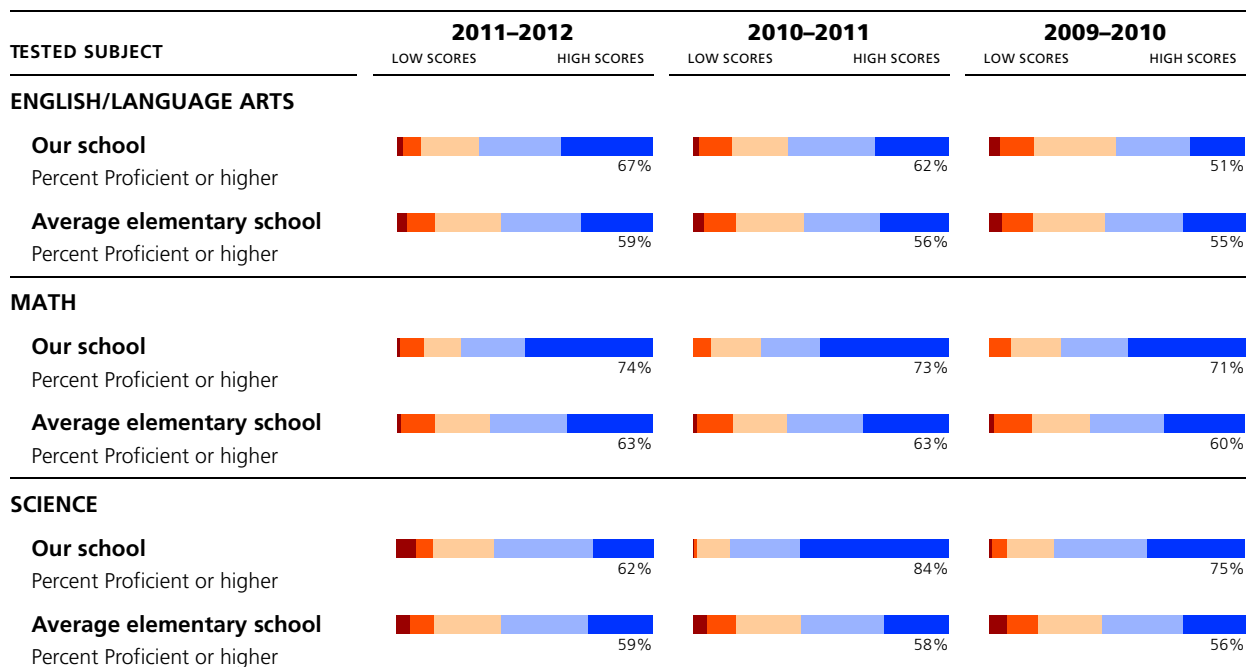 2011–2012 2010–2011 2009–2010
TESTED SUBJECT LOW SCORES HIGH SCORES LOW SCORES HIGH SCORES LOW SCORES HIGH SCORES
ENGLISH/LANGUAGE ARTS
Our school
67% 62% 51%
Percent Proficient or higher
Average elementary school
59% 56% 55%
Percent Proficient or higher
MATH
Our school
74% 73% 71%
Percent Proficient or higher
Average elementary school
63% 63% 60%
Percent Proficient or higher
SCIENCE
Our school
62% 84% 75%
Percent Proficient or higher
Average elementary school
59% 58% 56%
Percent Proficient or higher